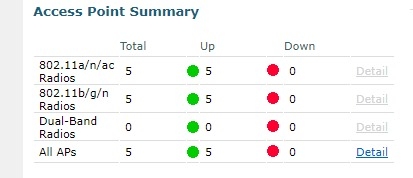 Access Point Summary
Total Up Down
802.11a/n/ac
Radios 5 5 0 Detail
802.11b/g/n
Radios 5 5 0 Detail
Dual-Band
Radios 0 0 0 Detail
All APs 5 5 0 Detail